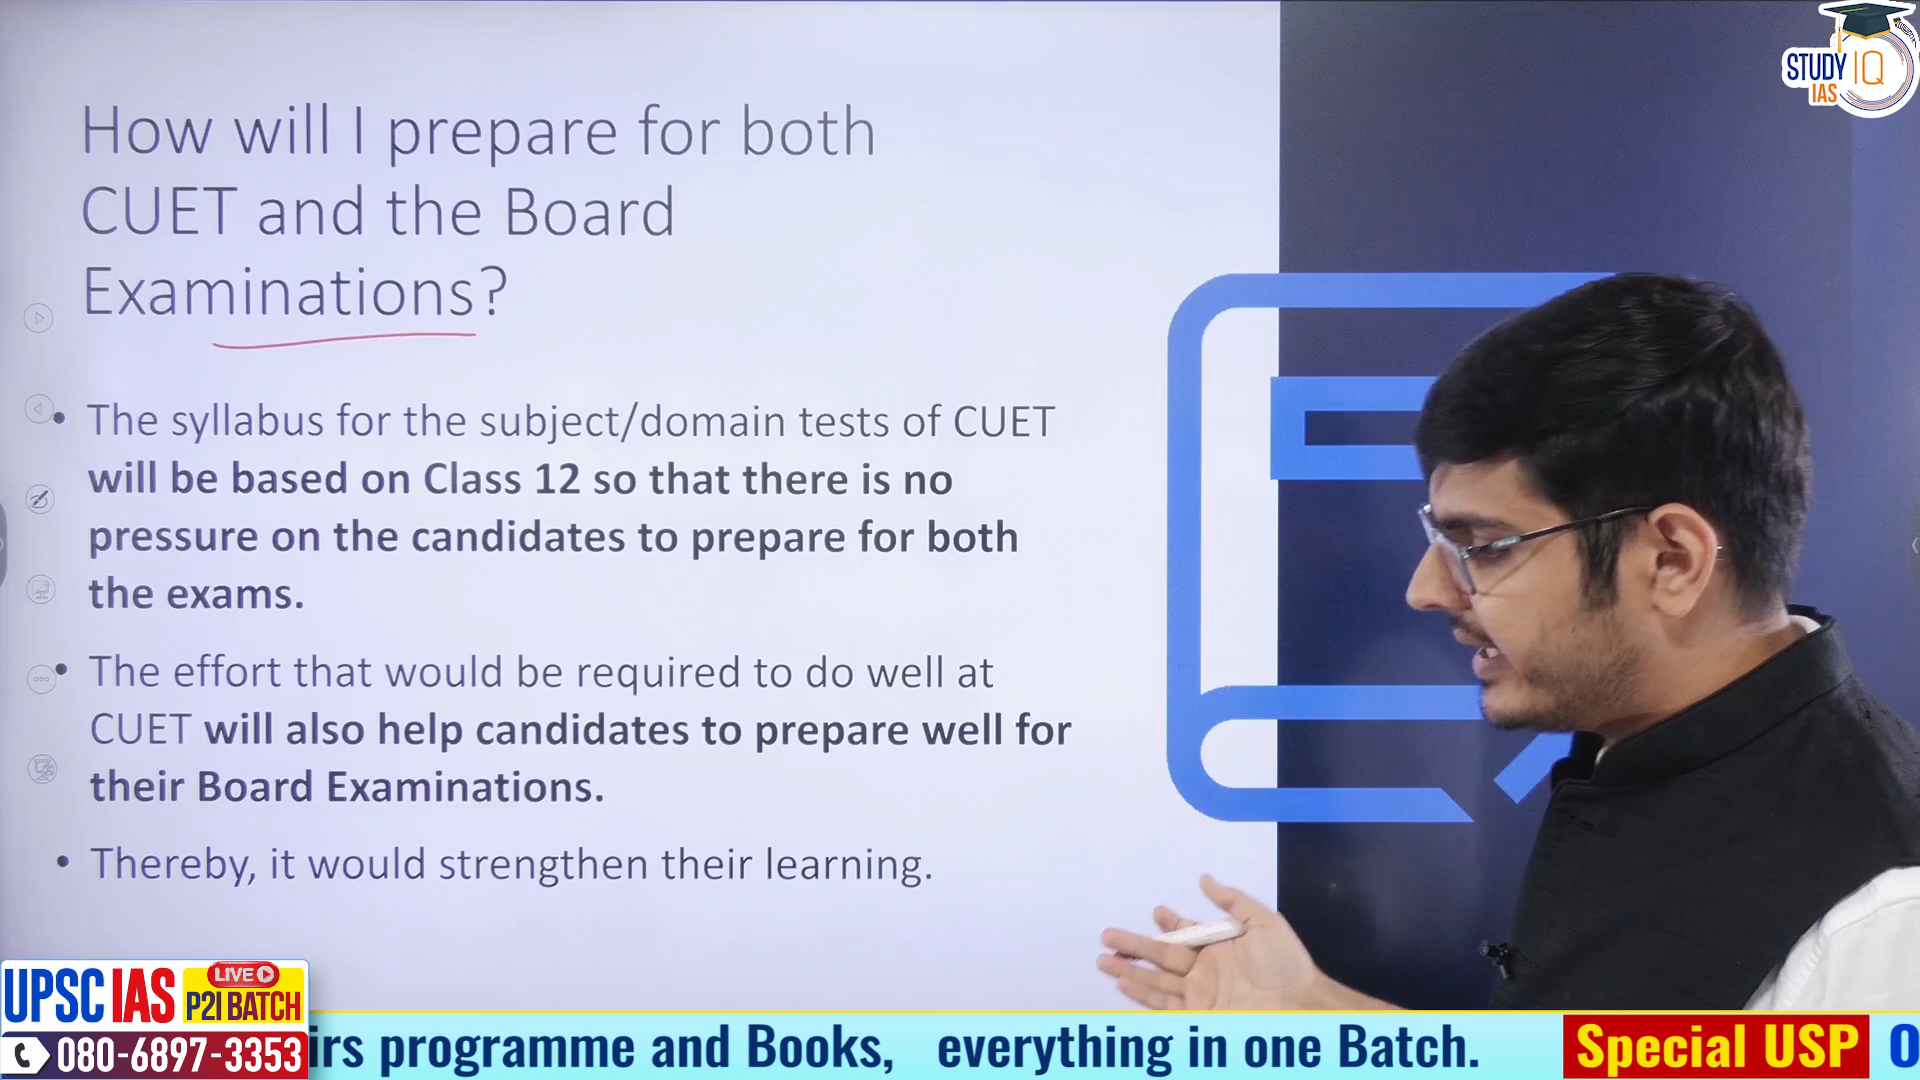 STUDY IQ
IAS
How will I prepare for both
CUET and the Board
Examinations?
• The syllabus for the subject/domain tests of CUET
will be based on Class 12 so that there is no
pressure on the candidates to prepare for both
the exams.
• The effort that would be required to do well at
CUET will also help candidates to prepare well for
their Board Examinations.
• Thereby, it would strengthen their learning.
LIVE
UPSC IAS P2I BATCH
080-6897-3353
irs programme and Books, everything in one Batch. Special USP